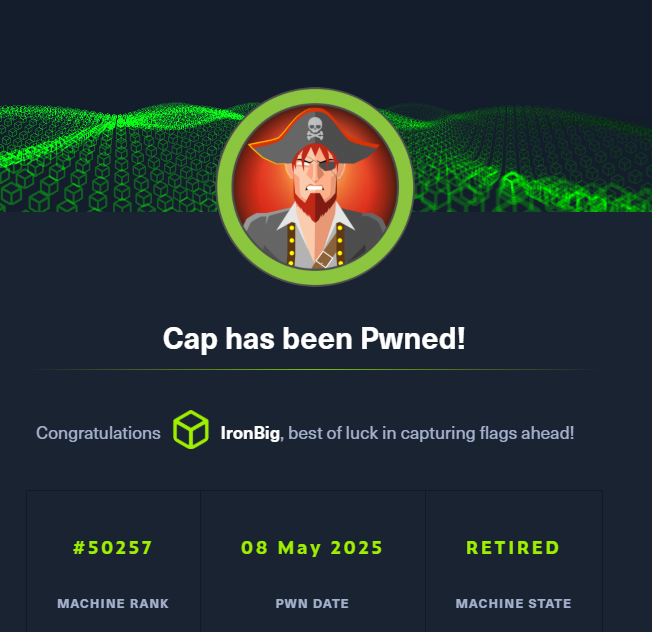 Cap has been Pwned!
Congratulations IronBig, best of luck in capturing flags ahead!
#50257 08 May 2025 RETIRED
MACHINE RANK PWN DATE MACHINE STATE